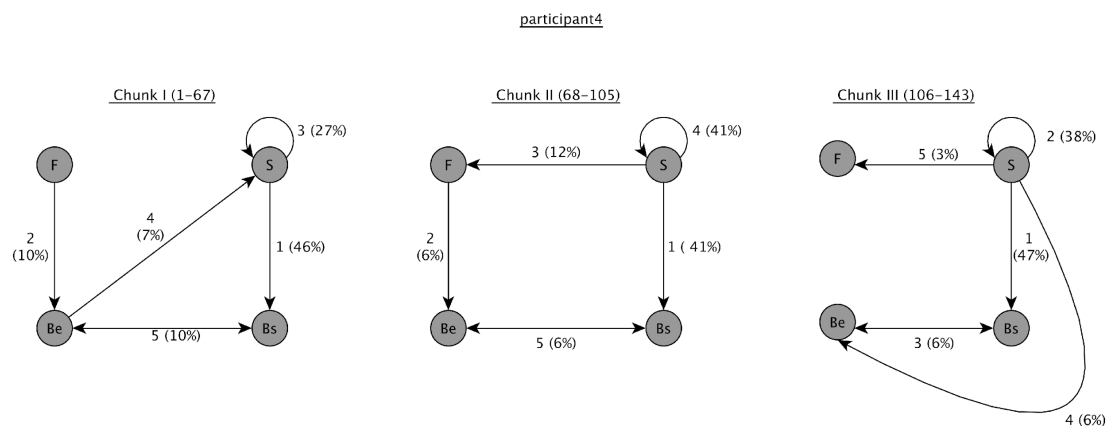 participant4
Chunk I (1-67)
3 (27%)
F
S
4
(7%)
2
(10%)
1 (46%)
Be
Bs
5 (10%)
Chunk II (68-105)
4 (41%)
3 (12%)
F
S
2
(6%)
1 ( 41%)
Be
Bs
5 (6%)
Chunk III (106-143)
2 (38%)
5 (3%)
F
S
1
(47%)
Be
Bs
3 (6%)
4 (6%)